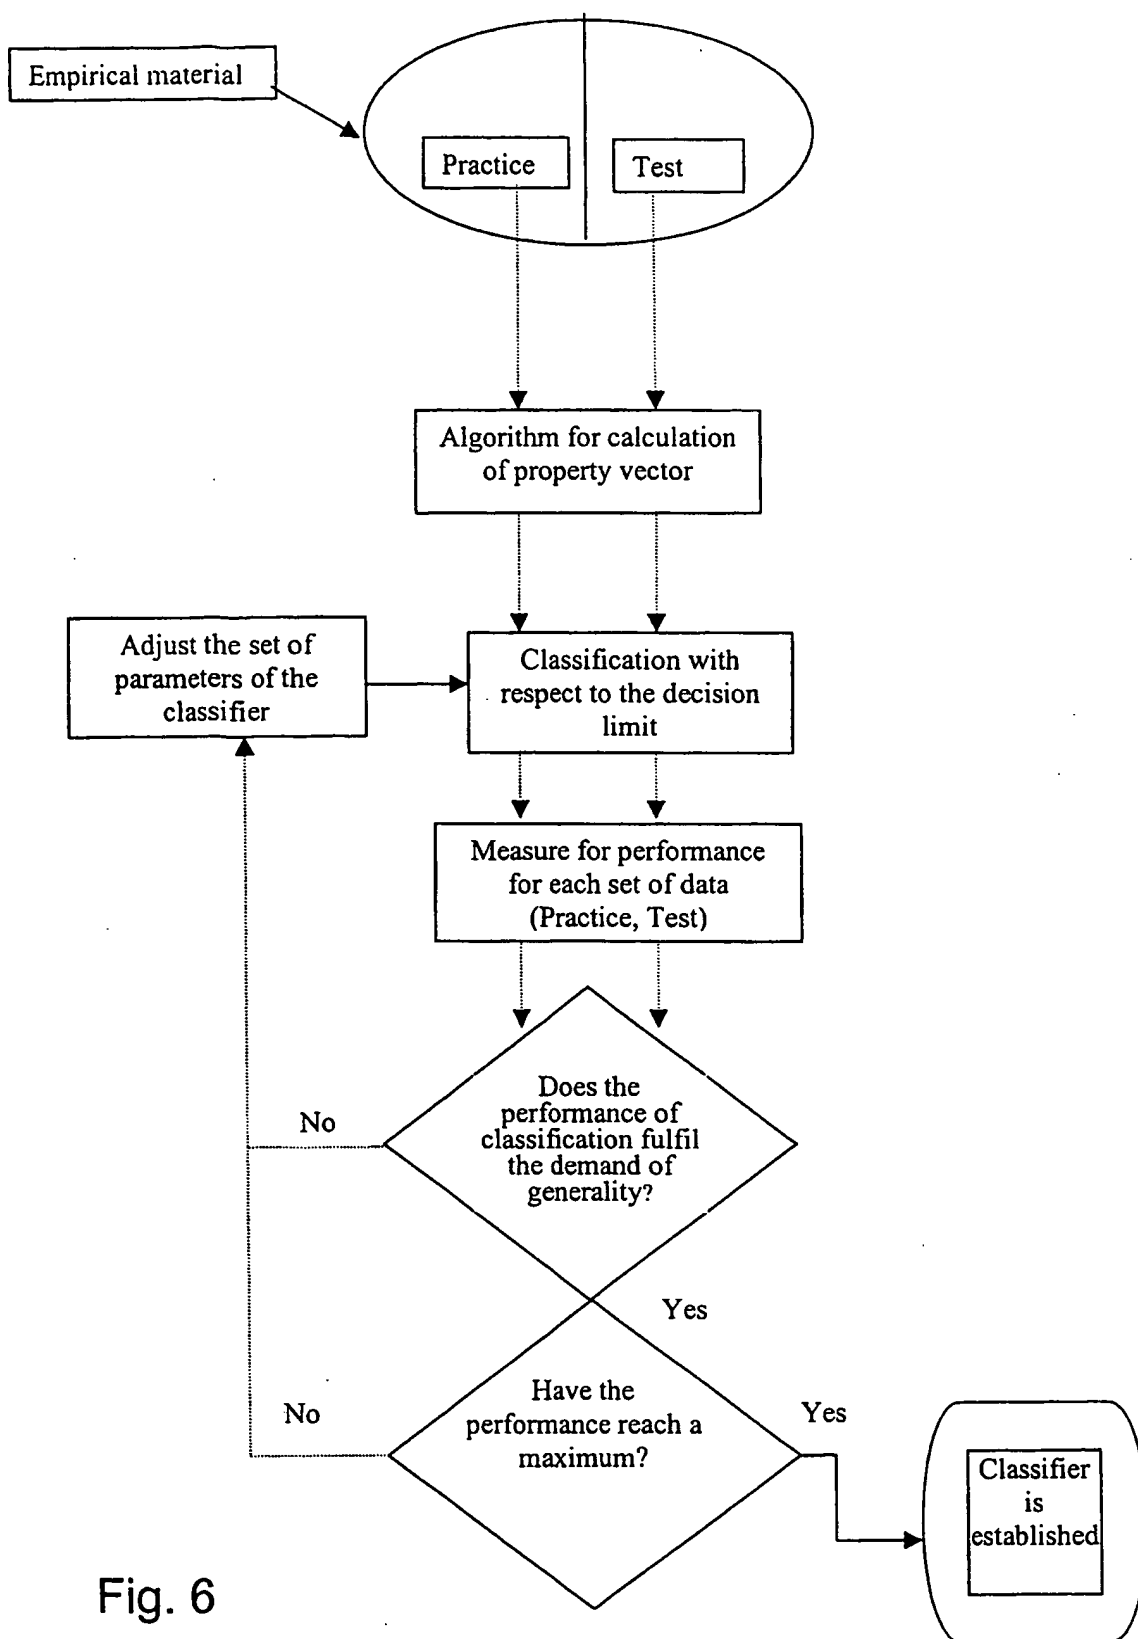 Empirical material
Practice
Test
Algorithm for calculation
of property vector
Adjust the set of
parameters of the
classifier
Classification with
respect to the decision
limit
Measure for performance
for each set of data
(Practice, Test)
Does the
performance of
classification fulfil
the demand of
generality?
No
Yes
Have the
performance reach a
maximum?
No
Yes
Classifier
is
established
Fig. 6